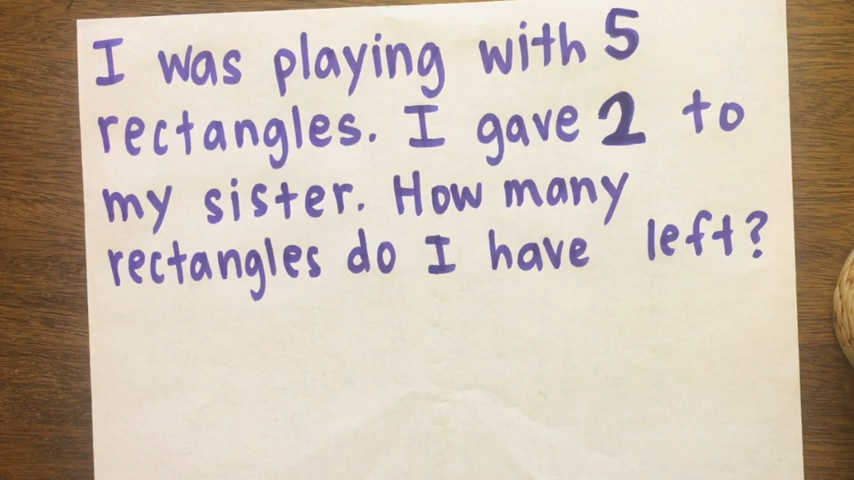 I was playing with 5
rectangles. I gave 2 to
my sister. How many
rectangles do I have left?